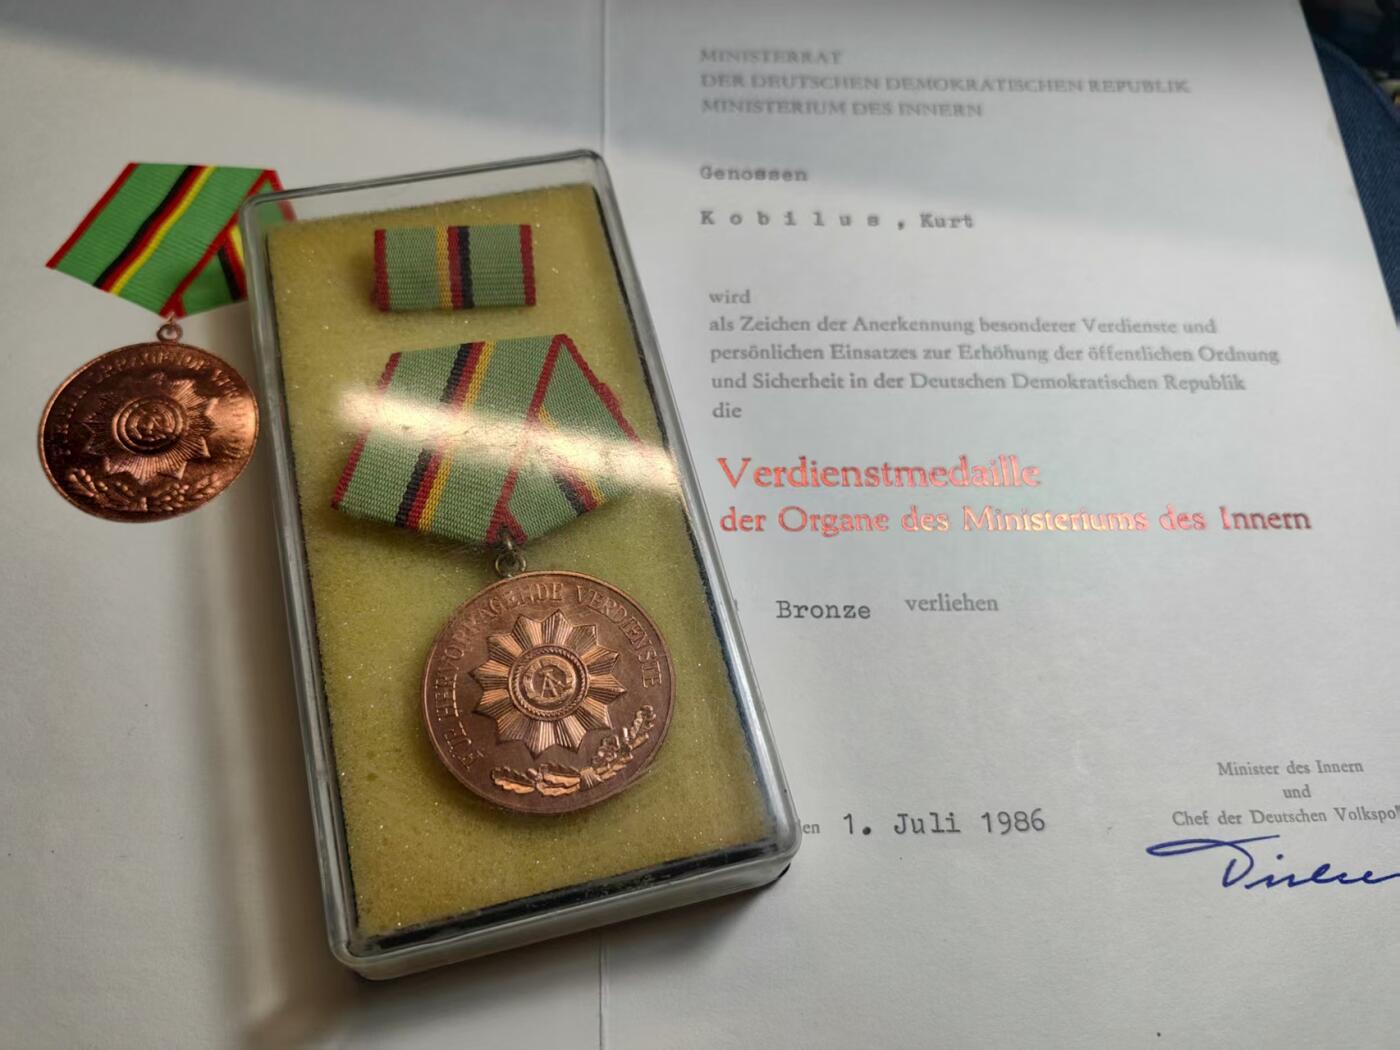 MINISTERRAT
DER DEUTSCHEN DEMOKRATISCHEN REPUBLIK
MINISTERIUM DES INNERN
Genossen
Kobilus, Kurt
wird
als Zeichen der Anerkennung besonderer Verdienste und
persönlichen Einsatzes zur Erhöhung der öffentlichen Ordnung
und Sicherheit in der Deutschen Demokratischen Republik
die
Verdienstmedaille
der Organe des Ministeriums des Innern
Bronze verliehen
1. Juli 1986
Minister des Innern
und
Chef der Deutschen
FÜR HERVORRAGENDE VERDIENSTE